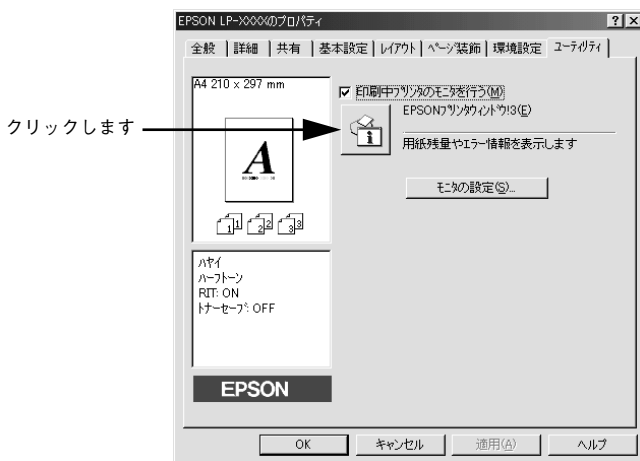 EPSON LP-XXXXのプロパティ
? ×
全般 詳細 共有 基本設定 レイアウト ページ装飾 環境設定 ユーティリティ
A4 210 x 297 mm
A
1 1 2 2 3 3
ハヤイ
ハーフトーン
RIT: ON
トナーセーブ: OFF
EPSON
印刷中プリンタのモニタを行う(M)
クリックします
EPSONプリンタウィンドウ!3(E)
用紙残量やエラー情報を表示します
モニタの設定(S)...
OK キャンセル 適用(A) ヘルプ